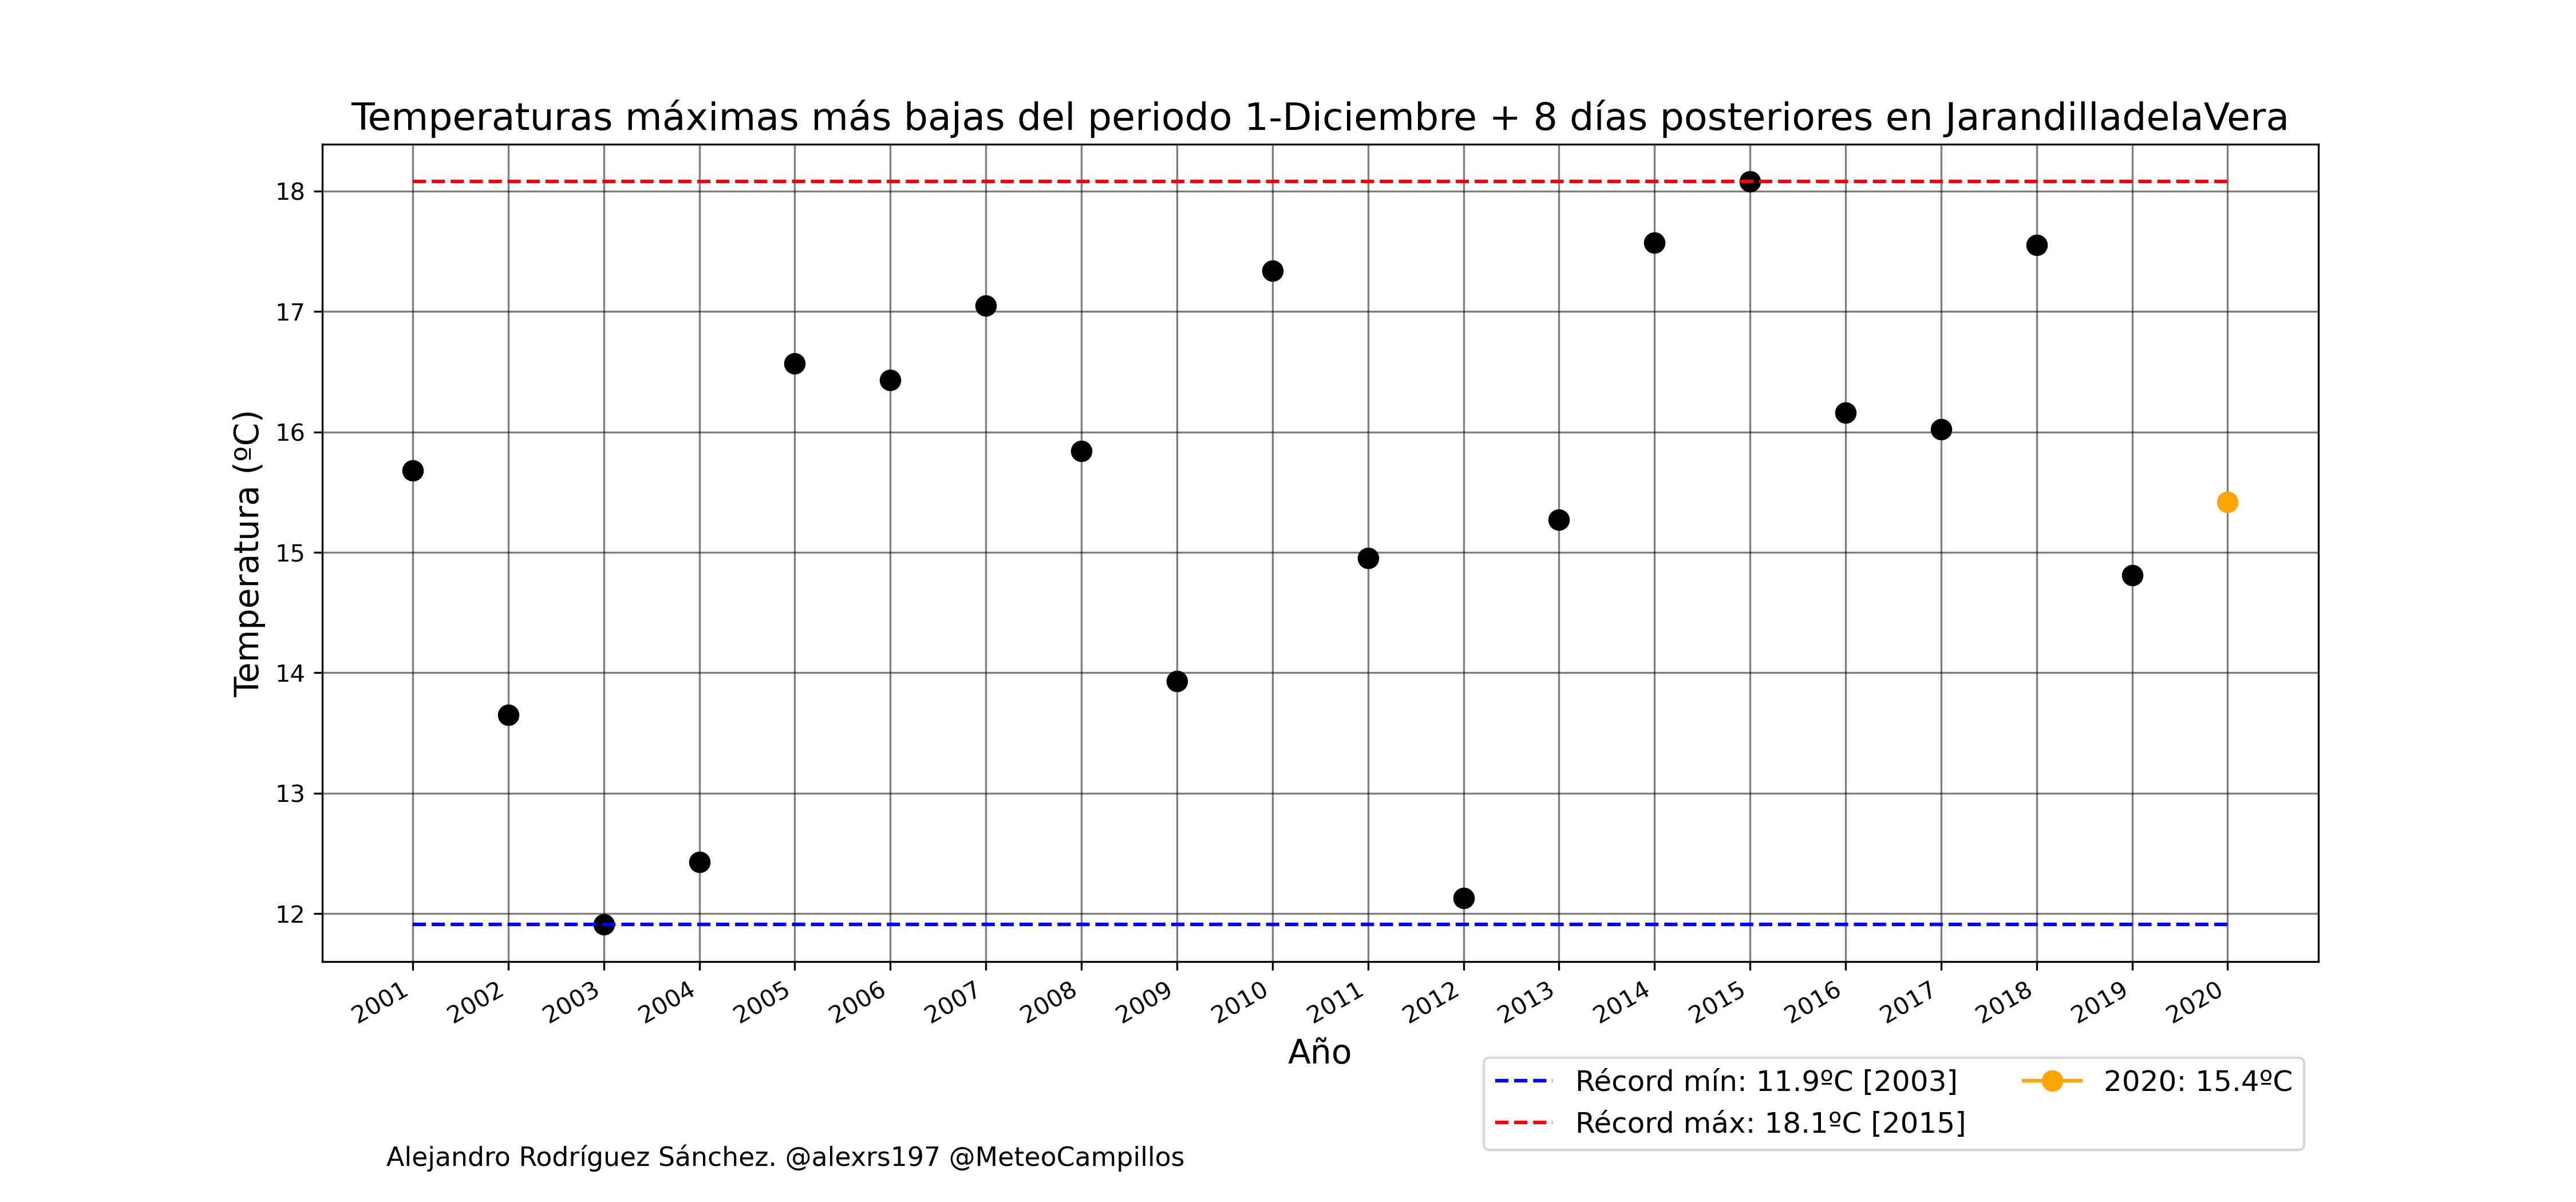 Temperaturas máximas más bajas del periodo 1-Diciembre + 8 días posteriores en JarandilladelaVera
Temperatura (ºC)
18
17
16
15
14
13
12
2001 2002 2003 2004 2005 2006 2007 2008 2009 2010 2011 2012 2013 2014 2015 2016 2017 2018 2019 2020
Año
Récord mín: 11.9ºC [2003]
Récord máx: 18.1ºC [2015]
2020: 15.4ºC
Alejandro Rodríguez Sánchez. @alexrs197 @MeteoCampillos